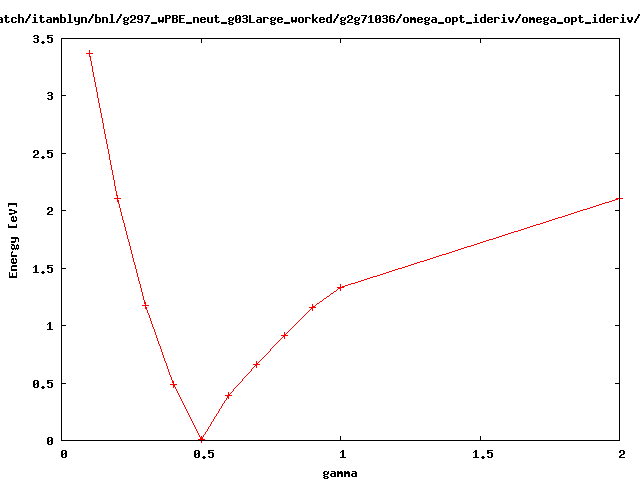 atch/itamblyn/bnl/g297_wPBE_neut_g03Large_worked/g2g71036/omega_opt_ideriv/omega_opt_ideriv/
3.5
3
2.5
2
1.5
1
0.5
0
Energy [eV]
0 0.5 1 1.5 2
gamma